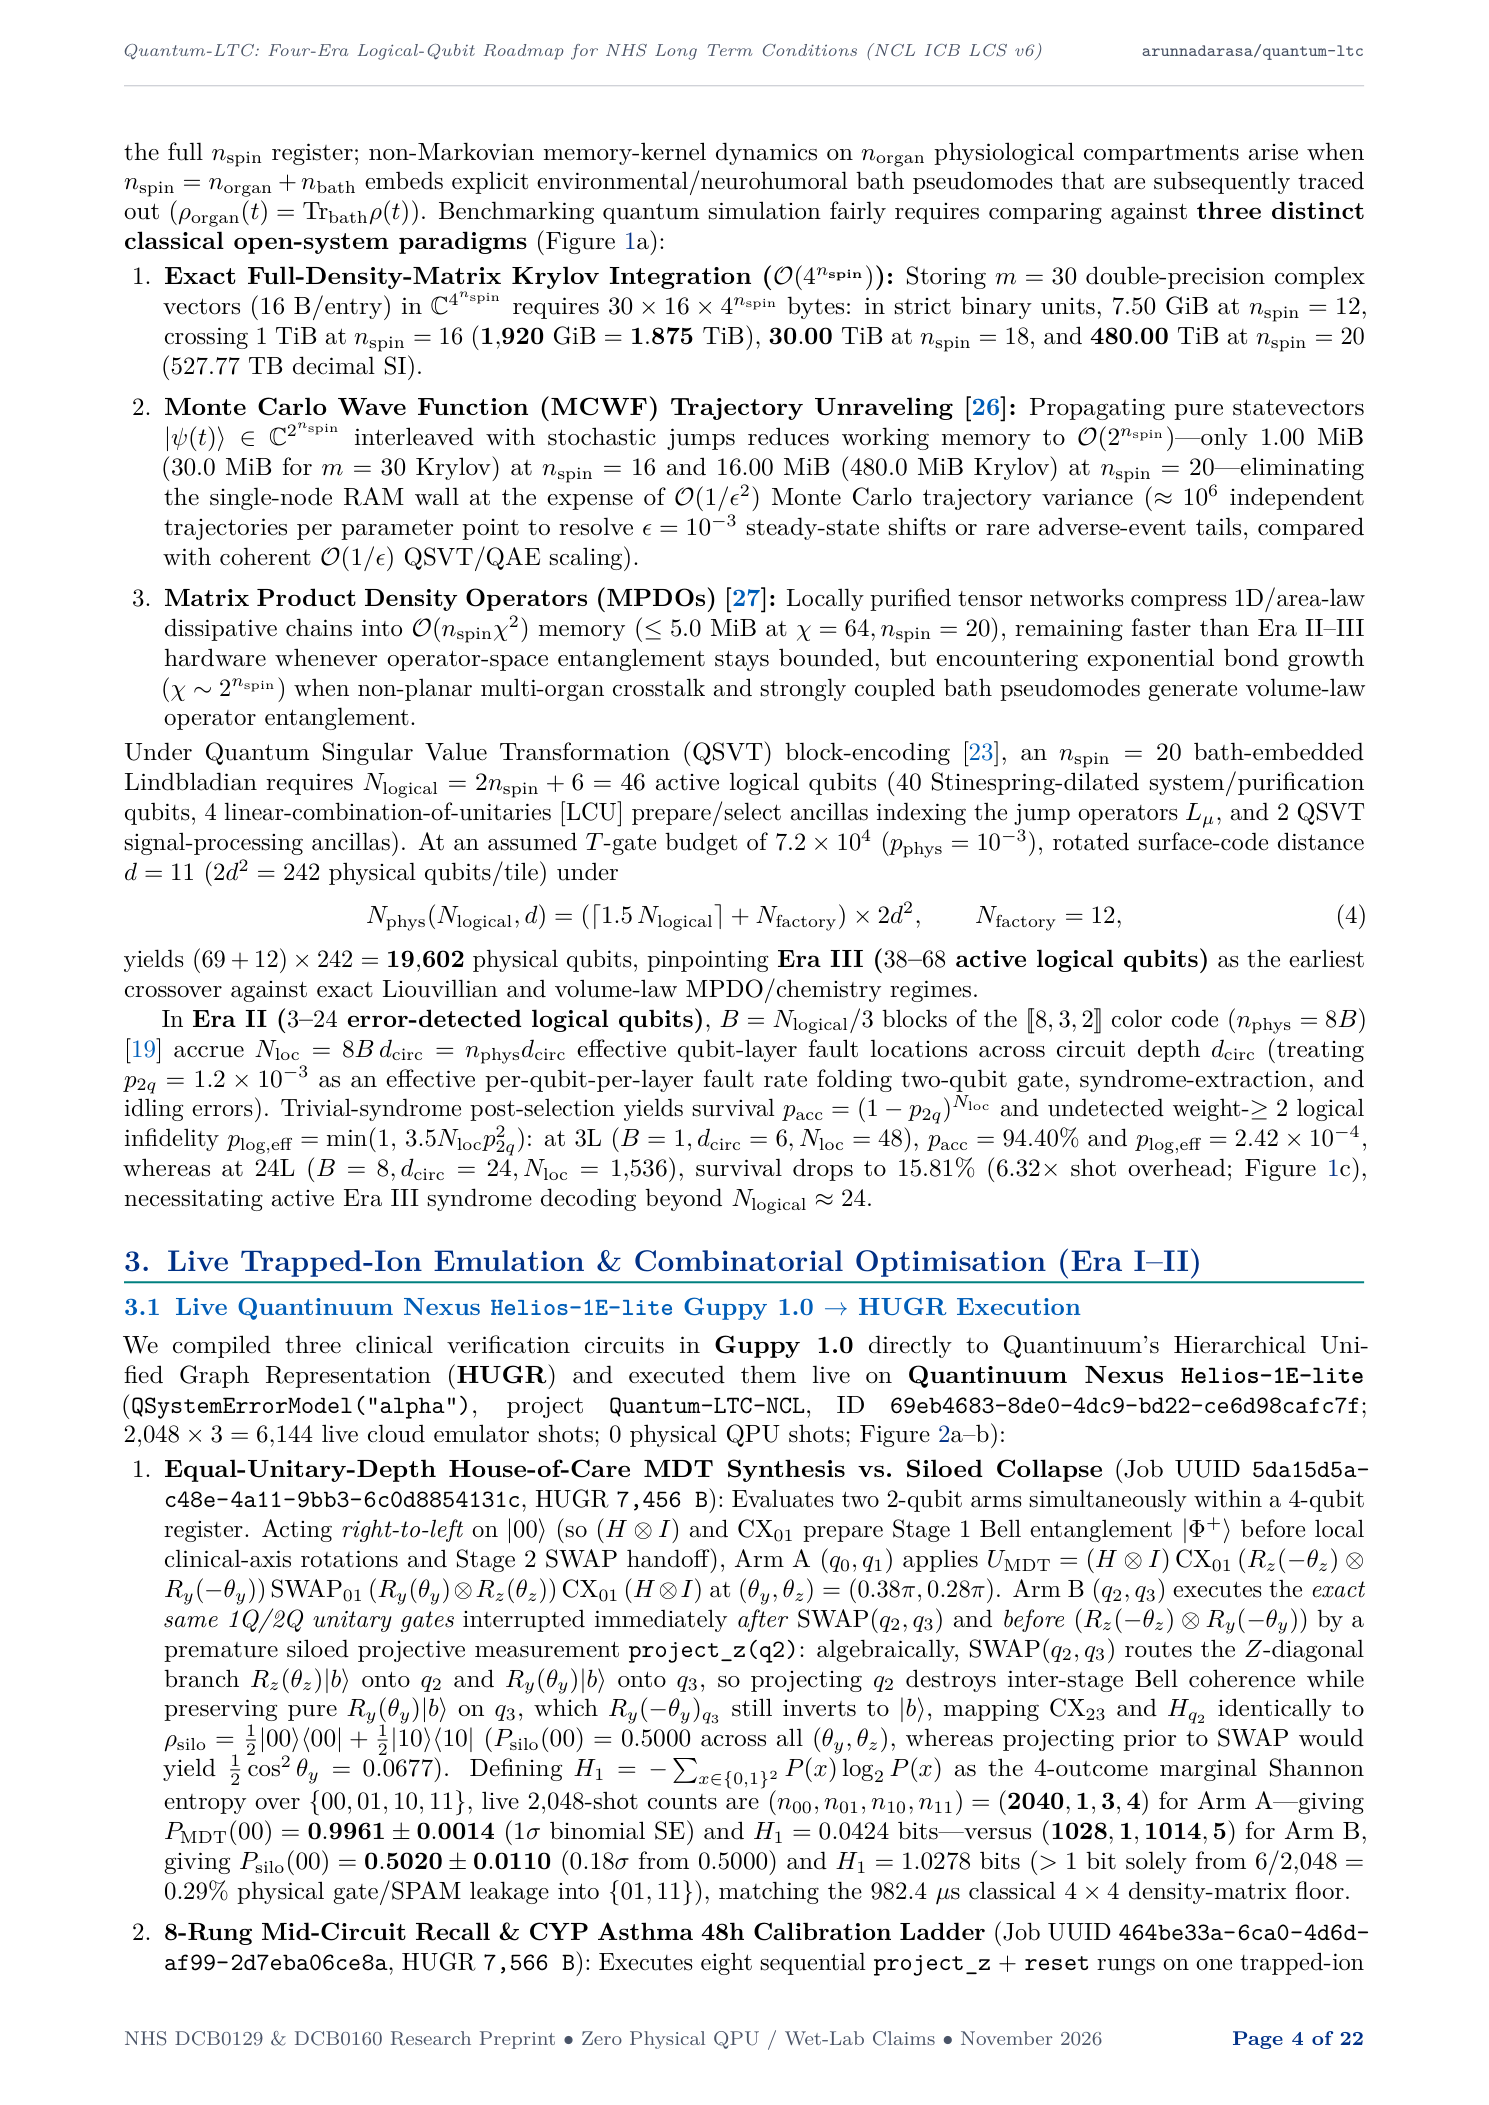 Quantum-LTC: Four-Era Logical-Qubit Roadmap for NHS Long Term Conditions (NCL ICB LCS v6) arunnadarasa/quantum-ltc
the full n_spin register; non-Markovian memory-kernel dynamics on n_organ physiological compartments arise when
n_spin = n_organ + n_bath embeds explicit environmental/neurohumoral bath pseudomodes that are subsequently traced
out (ρ_organ(t) = Tr_bath ρ(t)). Benchmarking quantum simulation fairly requires comparing against three distinct
classical open-system paradigms (Figure 1a):
1. Exact Full-Density-Matrix Krylov Integration (𝒪(4^{n_spin})): Storing m = 30 double-precision complex
vectors (16 B/entry) in ℂ^{4^{n_spin}} requires 30 × 16 × 4^{n_spin} bytes: in strict binary units, 7.50 GiB at n_spin = 12,
crossing 1 TiB at n_spin = 16 (1,920 GiB = 1.875 TiB), 30.00 TiB at n_spin = 18, and 480.00 TiB at n_spin = 20
(527.77 TB decimal SI).
2. Monte Carlo Wave Function (MCWF) Trajectory Unraveling [26]: Propagating pure statevectors
|ψ(t)⟩ ∈ ℂ^{2^{n_spin}} interleaved with stochastic jumps reduces working memory to 𝒪(2^{n_spin})—only 1.00 MiB
(30.0 MiB for m = 30 Krylov) at n_spin = 16 and 16.00 MiB (480.0 MiB Krylov) at n_spin = 20—eliminating
the single-node RAM wall at the expense of 𝒪(1/ϵ²) Monte Carlo trajectory variance (≈ 10⁶ independent
trajectories per parameter point to resolve ϵ = 10⁻³ steady-state shifts or rare adverse-event tails, compared
with coherent 𝒪(1/ϵ) QSVT/QAE scaling).
3. Matrix Product Density Operators (MPDOs) [27]: Locally purified tensor networks compress 1D/area-law
dissipative chains into 𝒪(n_spin χ²) memory (≤ 5.0 MiB at χ = 64, n_spin = 20), remaining faster than Era II–III
hardware whenever operator-space entanglement stays bounded, but encountering exponential bond growth
(χ ∼ 2^{n_spin}) when non-planar multi-organ crosstalk and strongly coupled bath pseudomodes generate volume-law
operator entanglement.
Under Quantum Singular Value Transformation (QSVT) block-encoding [23], an n_spin = 20 bath-embedded
Lindbladian requires N_logical = 2n_spin + 6 = 46 active logical qubits (40 Stinespring-dilated system/purification
qubits, 4 linear-combination-of-unitaries [LCU] prepare/select ancillas indexing the jump operators L_μ, and 2 QSVT
signal-processing ancillas). At an assumed T-gate budget of 7.2 × 10⁴ (p_phys = 10⁻³), rotated surface-code distance
d = 11 (2d² = 242 physical qubits/tile) under
N_phys(N_logical, d) = (⌈1.5 N_logical⌉ + N_factory) × 2d², N_factory = 12, (4)
yields (69 + 12) × 242 = 19,602 physical qubits, pinpointing Era III (38–68 active logical qubits) as the earliest
crossover against exact Liouvillian and volume-law MPDO/chemistry regimes.
In Era II (3–24 error-detected logical qubits), B = N_logical/3 blocks of the ⟦8, 3, 2⟧ color code (n_phys = 8B)
[19] accrue N_loc = 8B d_circ = n_phys d_circ effective qubit-layer fault locations across circuit depth d_circ (treating
p_2q = 1.2 × 10⁻³ as an effective per-qubit-per-layer fault rate folding two-qubit gate, syndrome-extraction, and
idling errors). Trivial-syndrome post-selection yields survival p_acc = (1 − p_2q)^{N_loc} and undetected weight-≥ 2 logical
infidelity p_log,eff = min(1, 3.5N_loc p²_2q): at 3L (B = 1, d_circ = 6, N_loc = 48), p_acc = 94.40% and p_log,eff = 2.42 × 10⁻⁴,
whereas at 24L (B = 8, d_circ = 24, N_loc = 1,536), survival drops to 15.81% (6.32× shot overhead; Figure 1c),
necessitating active Era III syndrome decoding beyond N_logical ≈ 24.
3. Live Trapped-Ion Emulation & Combinatorial Optimisation (Era I–II)
3.1 Live Quantinuum Nexus Helios-1E-lite Guppy 1.0 → HUGR Execution
We compiled three clinical verification circuits in Guppy 1.0 directly to Quantinuum's Hierarchical Uni-
fied Graph Representation (HUGR) and executed them live on Quantinuum Nexus Helios-1E-lite
(QSystemErrorModel("alpha"), project Quantum-LTC-NCL, ID 69eb4683-8de0-4dc9-bd22-ce6d98cafc7f;
2,048 × 3 = 6,144 live cloud emulator shots; 0 physical QPU shots; Figure 2a–b):
1. Equal-Unitary-Depth House-of-Care MDT Synthesis vs. Siloed Collapse (Job UUID 5da15d5a-
c48e-4a11-9bb3-6c0d8854131c, HUGR 7,456 B): Evaluates two 2-qubit arms simultaneously within a 4-qubit
register. Acting right-to-left on |00⟩ (so (H ⊗ I) and CX₀₁ prepare Stage 1 Bell entanglement |Φ⁺⟩ before local
clinical-axis rotations and Stage 2 SWAP handoff), Arm A (q₀, q₁) applies U_MDT = (H ⊗ I) CX₀₁ (R_z(−θ_z) ⊗
R_y(−θ_y)) SWAP₀₁ (R_y(θ_y) ⊗ R_z(θ_z)) CX₀₁ (H ⊗ I) at (θ_y, θ_z) = (0.38π, 0.28π). Arm B (q₂, q₃) executes the exact
same 1Q/2Q unitary gates interrupted immediately after SWAP(q₂, q₃) and before (R_z(−θ_z) ⊗ R_y(−θ_y)) by a
premature siloed projective measurement project_z(q2): algebraically, SWAP(q₂, q₃) routes the Z-diagonal
branch R_z(θ_z)|b⟩ onto q₂ and R_y(θ_y)|b⟩ onto q₃, so projecting q₂ destroys inter-stage Bell coherence while
preserving pure R_y(θ_y)|b⟩ on q₃, which R_y(−θ_y)_{q₃} still inverts to |b⟩, mapping CX₂₃ and H_{q₂} identically to
ρ_silo = ½|00⟩⟨00| + ½|10⟩⟨10| (P_silo(00) = 0.5000 across all (θ_y, θ_z), whereas projecting prior to SWAP would
yield ½ cos² θ_y = 0.0677). Defining H₁ = −∑_{x∈{0,1}²} P(x) log₂ P(x) as the 4-outcome marginal Shannon
entropy over {00, 01, 10, 11}, live 2,048-shot counts are (n₀₀, n₀₁, n₁₀, n₁₁) = (2040, 1, 3, 4) for Arm A—giving
P_MDT(00) = 0.9961 ± 0.0014 (1σ binomial SE) and H₁ = 0.0424 bits—versus (1028, 1, 1014, 5) for Arm B,
giving P_silo(00) = 0.5020 ± 0.0110 (0.18σ from 0.5000) and H₁ = 1.0278 bits (> 1 bit solely from 6/2,048 =
0.29% physical gate/SPAM leakage into {01, 11}), matching the 982.4 μs classical 4 × 4 density-matrix floor.
2. 8-Rung Mid-Circuit Recall & CYP Asthma 48h Calibration Ladder (Job UUID 464be33a-6ca0-4d6d-
af99-2d7eba06ce8a, HUGR 7,566 B): Executes eight sequential project_z + reset rungs on one trapped-ion
NHS DCB0129 & DCB0160 Research Preprint • Zero Physical QPU / Wet-Lab Claims • November 2026 Page 4 of 22